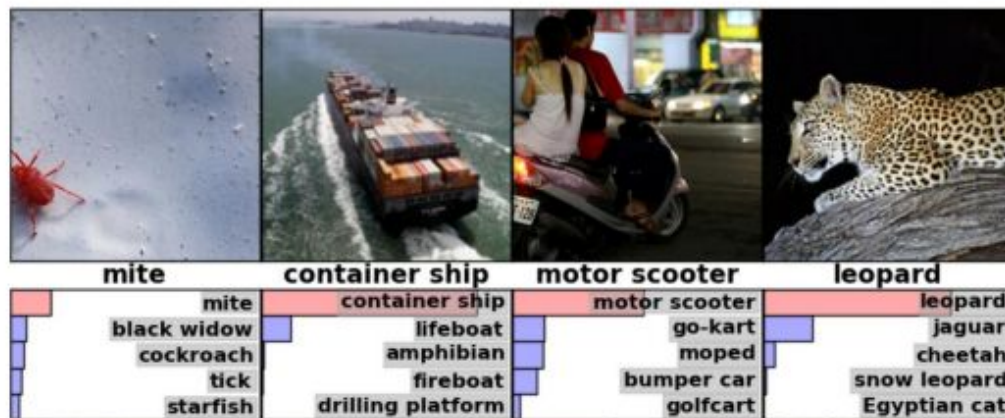 mite
container ship
motor scooter
leopard
mite
black widow
cockroach
tick
starfish
container ship
lifeboat
amphibian
fireboat
drilling platform
motor scooter
go-kart
moped
bumper car
golfcart
leopard
jaguar
cheetah
snow leopard
Egyptian cat